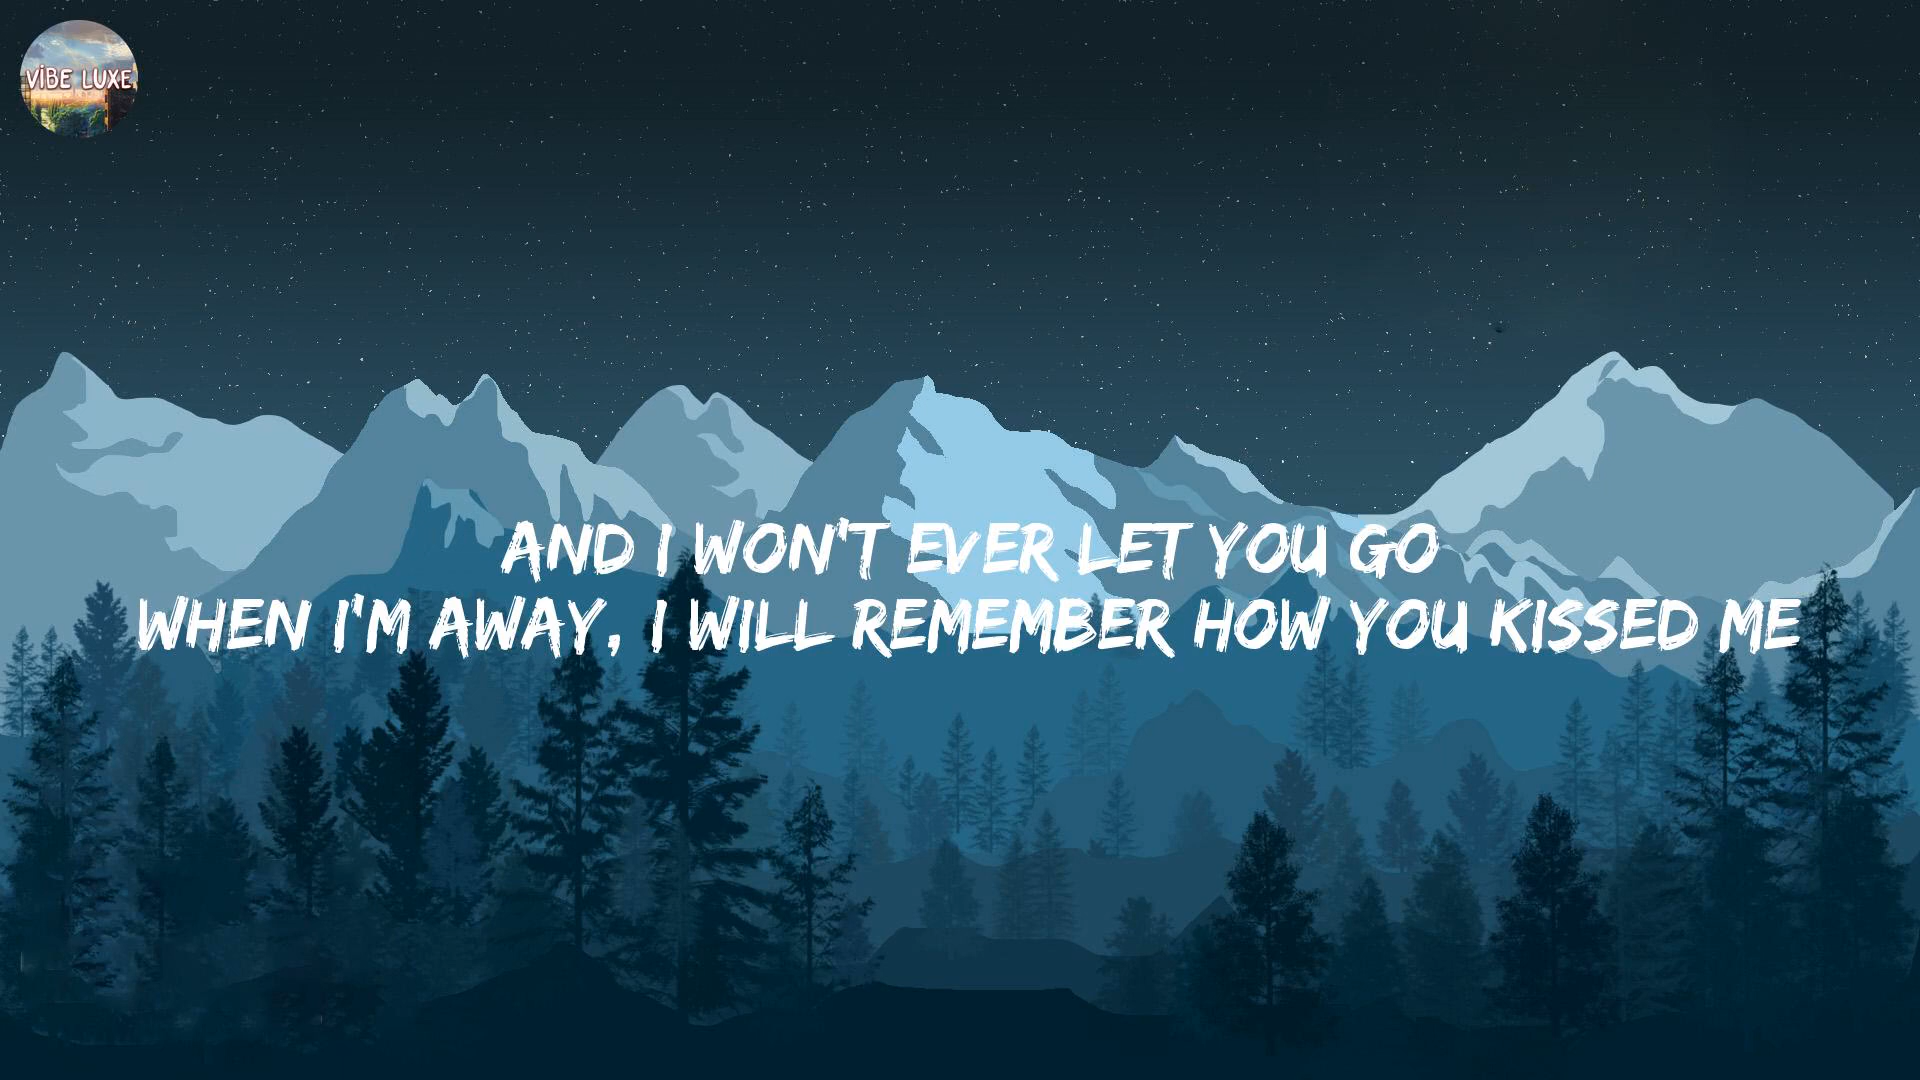 VİBE LUXE
AND I WON'T EVER LET YOU GO
WHEN I'M AWAY, I WILL REMEMBER HOW YOU KISSED ME